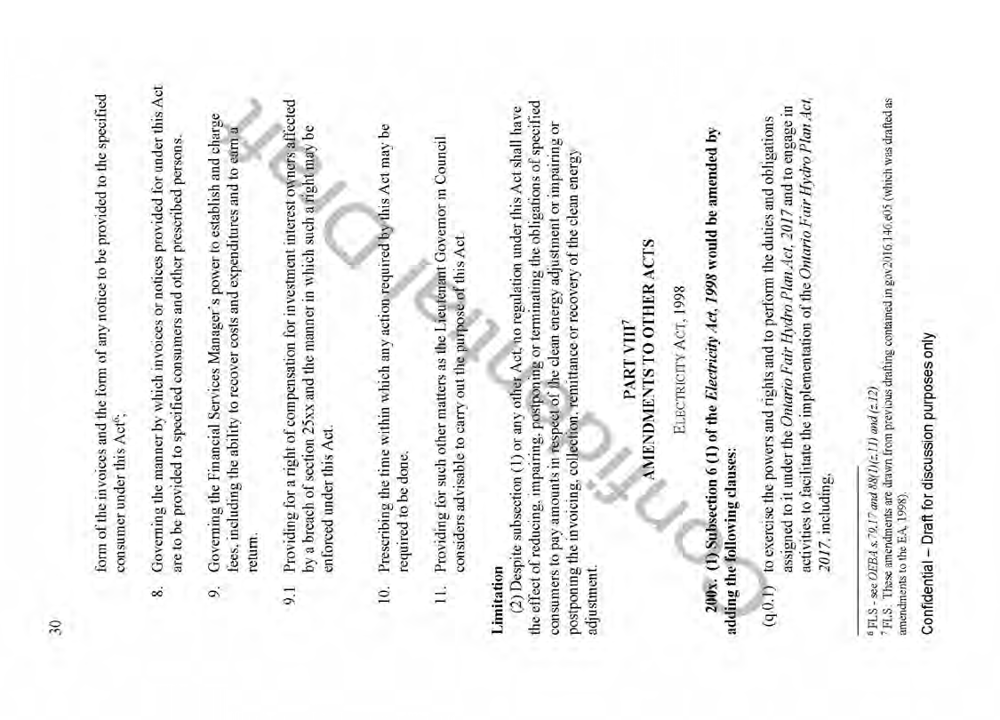 30
form of the invoices and the form of any notice to be provided to the specified
consumer under this Act⁶;
8. Governing the manner by which invoices or notices provided for under this Act
are to be provided to specified consumers and other prescribed persons.
9. Governing the Financial Services Manager's power to establish and charge
fees, including the ability to recover costs and expenditures and to earn a
return.
9.1 Providing for a right of compensation for investment interest owners affected
by a breach of section 25xx and the manner in which such a right may be
enforced under this Act.
10. Prescribing the time within which any action required by this Act may be
required to be done.
11. Providing for such other matters as the Lieutenant Governor in Council
considers advisable to carry out the purpose of this Act.
Limitation
(2) Despite subsection (1) or any other Act, no regulation under this Act shall have
the effect of reducing, impairing, postponing or terminating the obligations of specified
consumers to pay amounts in respect of the clean energy adjustment or impairing or
postponing the invoicing, collection, remittance or recovery of the clean energy
adjustment.
PART VIII⁷
AMENDMENTS TO OTHER ACTS
ELECTRICITY ACT, 1998
200x. (1) Subsection 6 (1) of the Electricity Act, 1998 would be amended by
adding the following clauses:
(q.0.1) to exercise the powers and rights and to perform the duties and obligations
assigned to it under the Ontario Fair Hydro Plan Act, 2017 and to engage in
activities to facilitate the implementation of the Ontario Fair Hydro Plan Act,
2017, including,
⁶ FLS - see OEBA s.79.17 and 88(1)(z.11) and (z.12)
⁷ FLS. These amendments are drawn from previous drafting contained in gov2016.146.e05 (which was drafted as
amendments to the EA, 1998).
Confidential – Draft for discussion purposes only
Confidential Draft